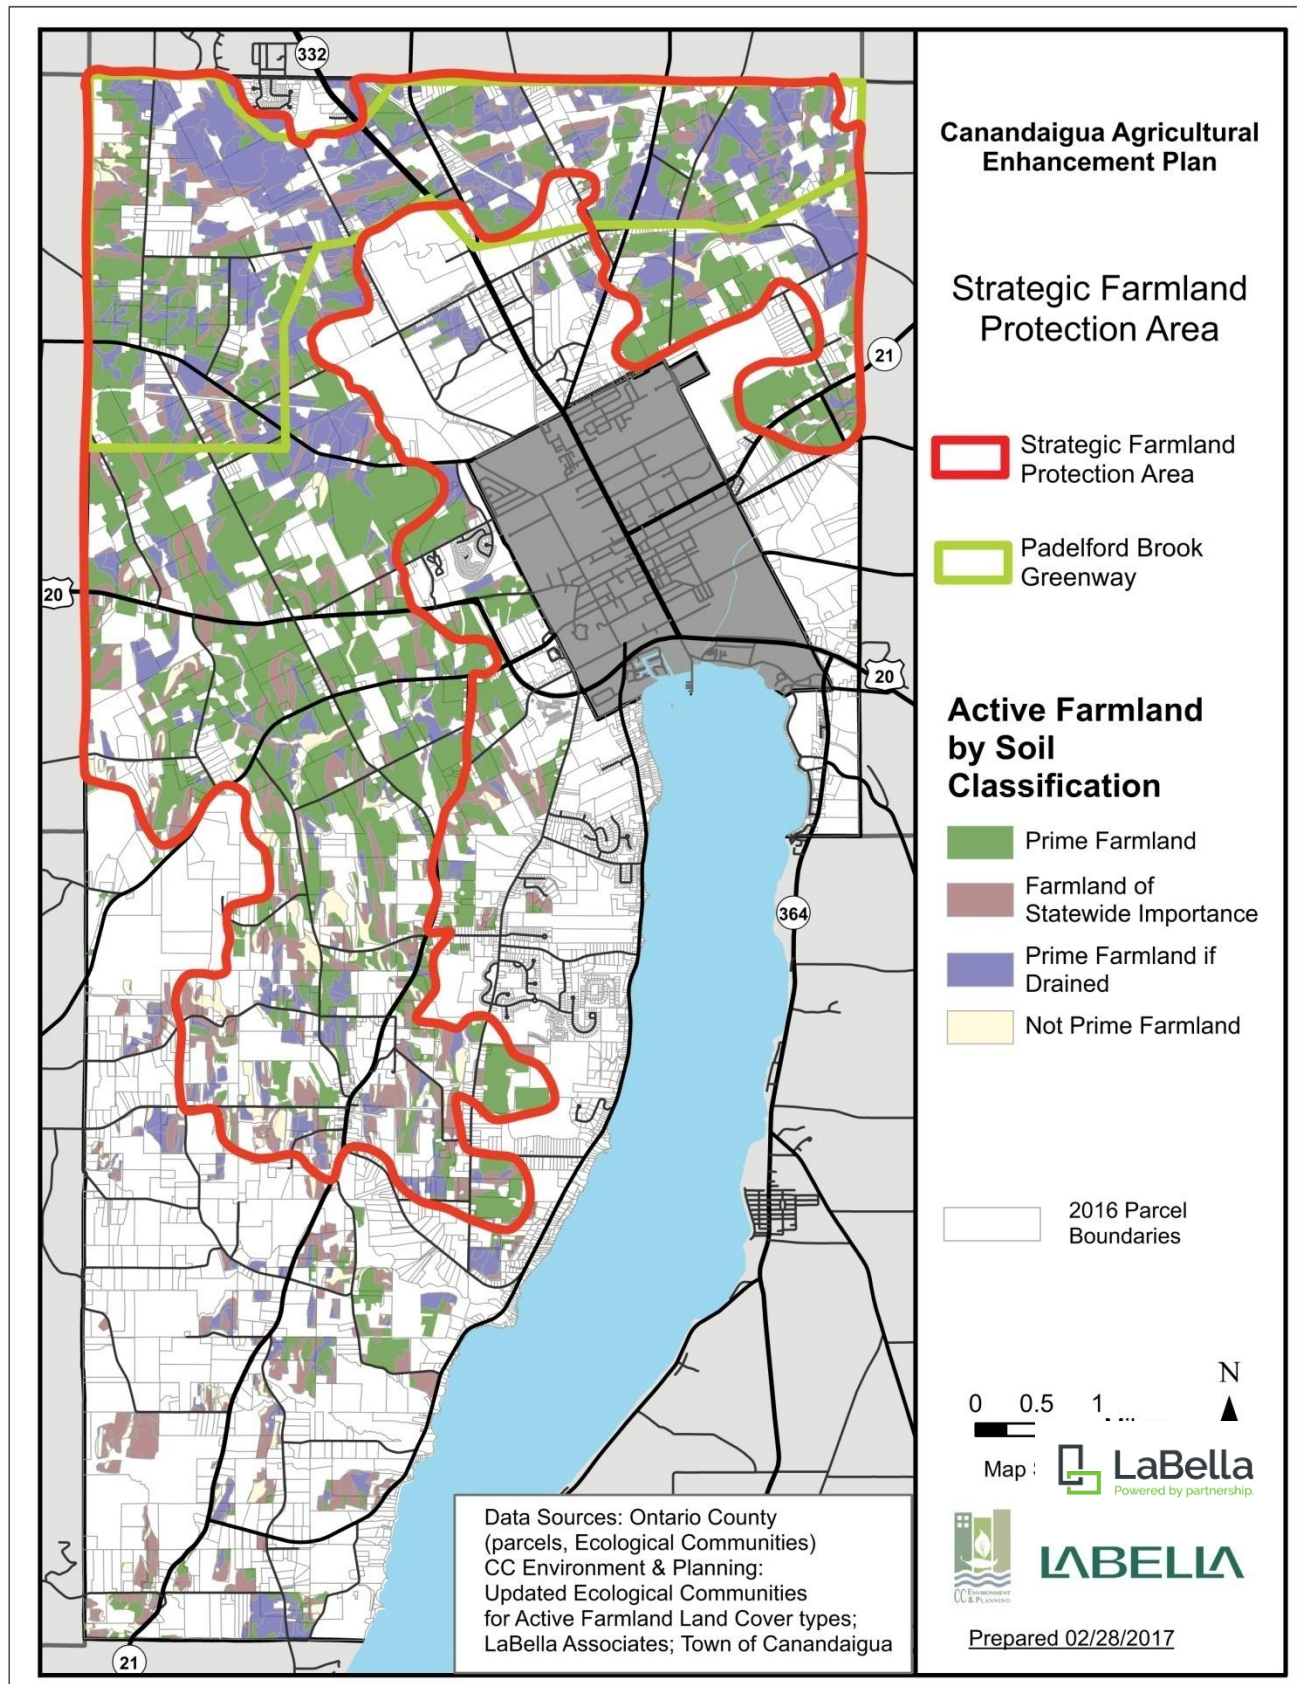 332
21
20
20
364
21
Canandaigua Agricultural
Enhancement Plan
Strategic Farmland
Protection Area
Strategic Farmland
Protection Area
Padelford Brook
Greenway
Active Farmland
by Soil
Classification
Prime Farmland
Farmland of
Statewide Importance
Prime Farmland if
Drained
Not Prime Farmland
2016 Parcel
Boundaries
N
0 0.5 1
Map
LaBella
Powered by partnership.
CC ENVIRONMENT
& PLANNING
LABELLA
Prepared 02/28/2017
Data Sources: Ontario County
(parcels, Ecological Communities)
CC Environment & Planning:
Updated Ecological Communities
for Active Farmland Land Cover types;
LaBella Associates; Town of Canandaigua